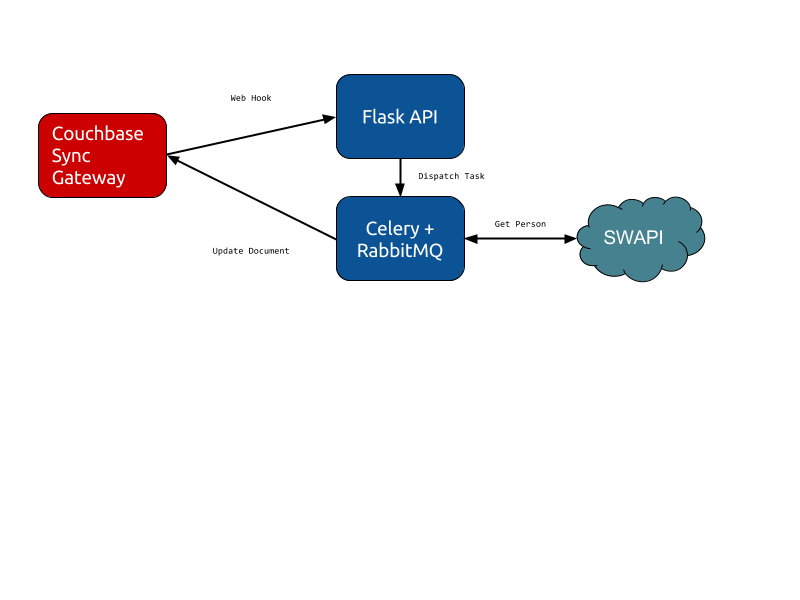 Web Hook
Flask API
Couchbase
Sync
Gateway
Dispatch Task
Celery +
RabbitMQ
Get Person
SWAPI
Update Document